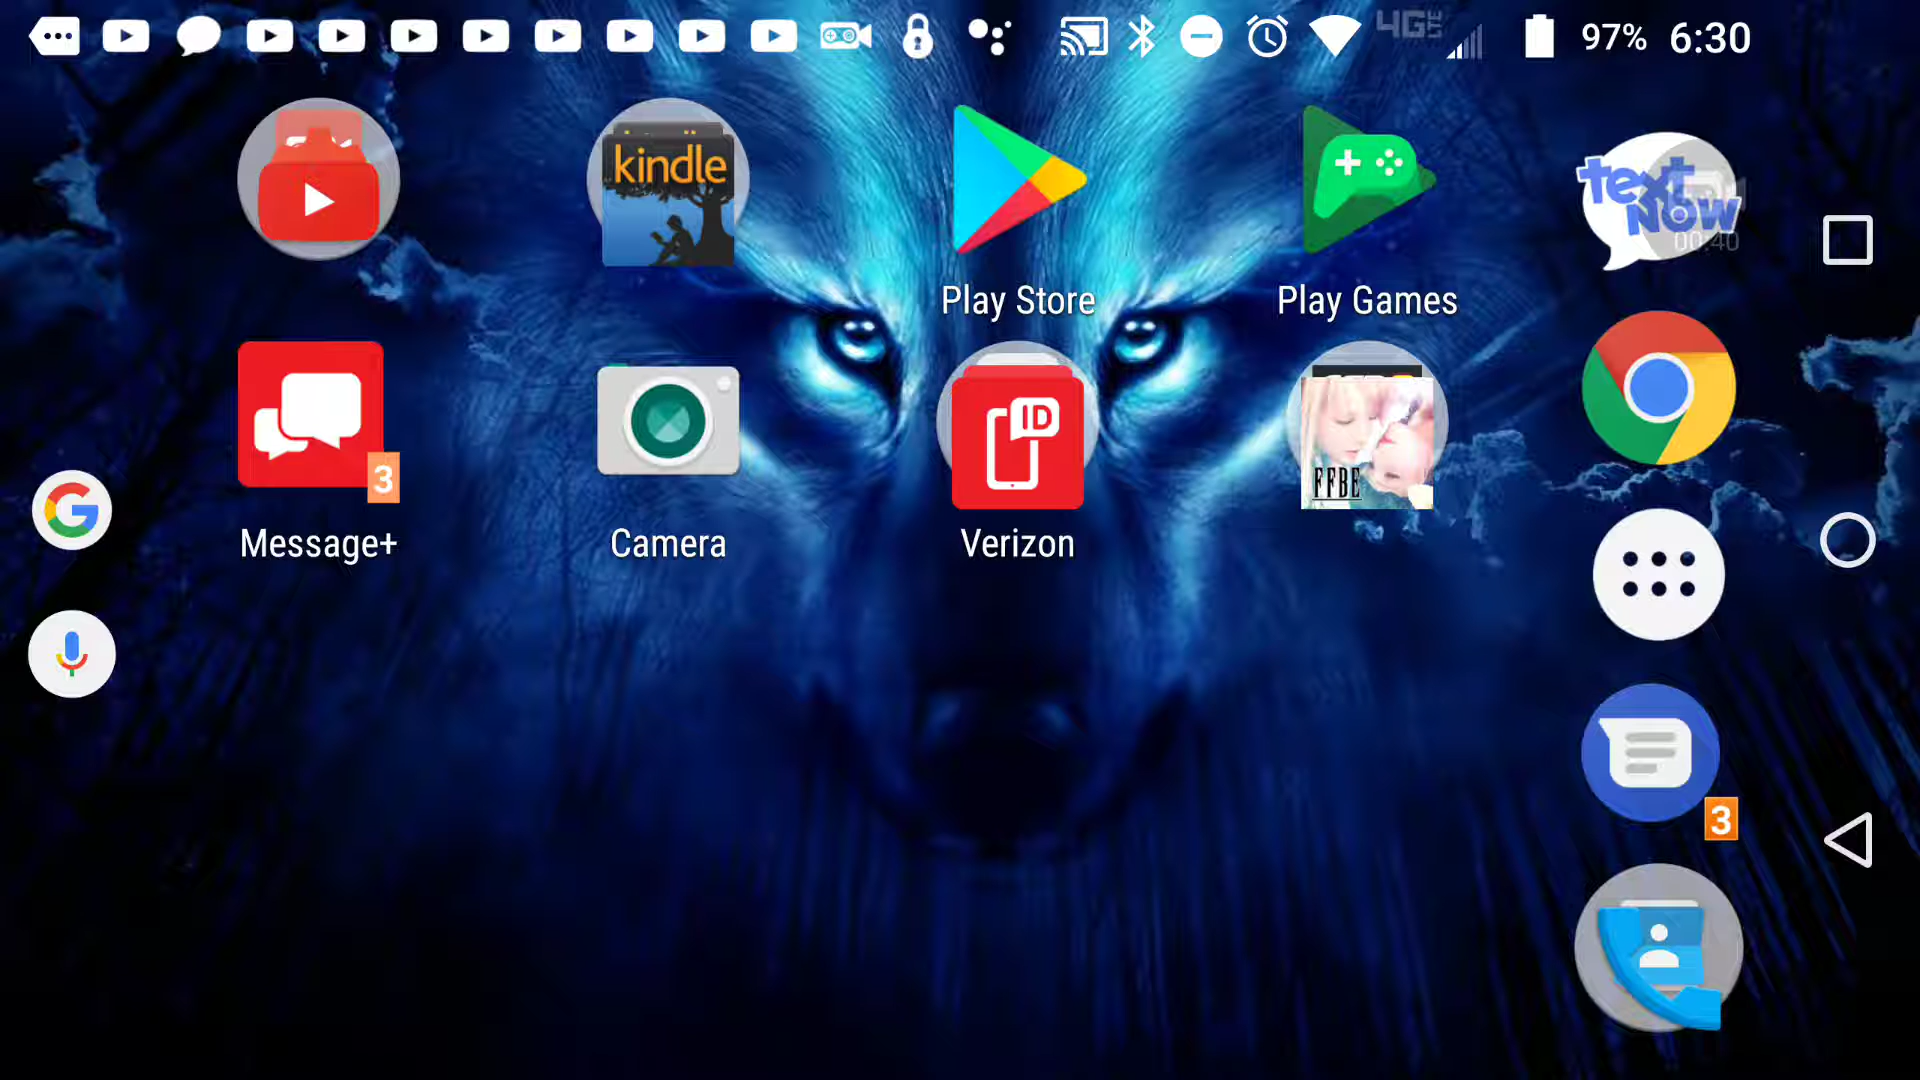 4G LTE 97% 6:30
kindle
text
NOW
00:40
Play Store
Play Games
ID
FFBE
3
Message+
Camera
Verizon
3